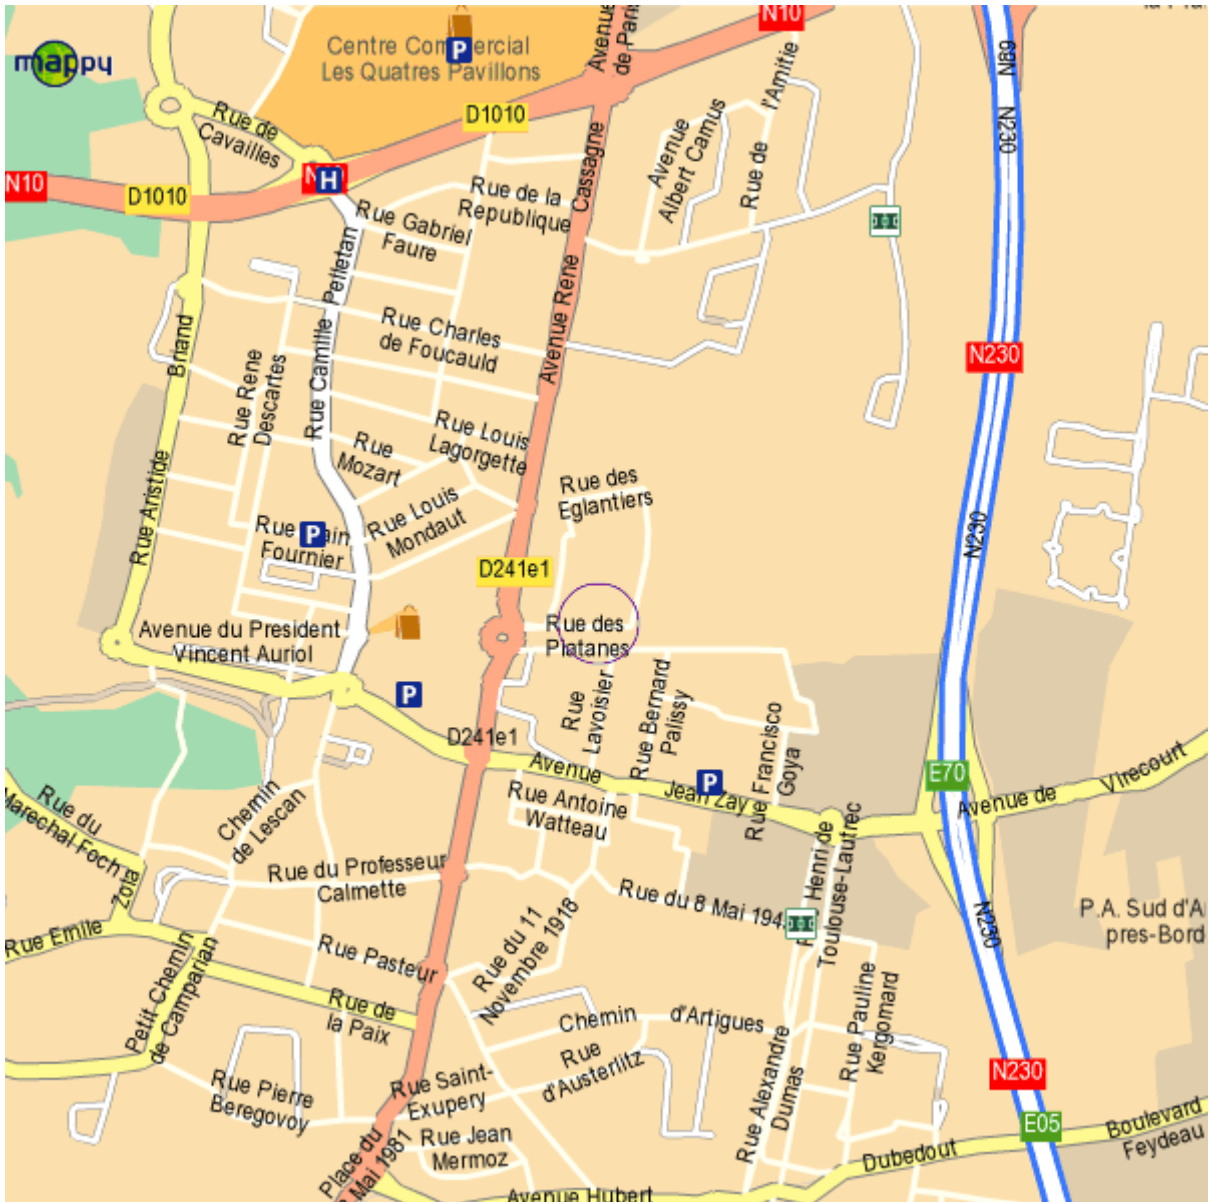 N10
Avenue
de Paris
N69
mappy
Centre Com ercial
P
Les Quatres Pavillons
l'Amitie
D1010
Rue de
Cavailles
N230
Avenue
Albert Camus
Rue de
Cassagne
N10
H
D1010
Rue de la
Republique
Rue Gabriel
Faure
Pelletan
Rue Camille
Avenue Rene
Rue Charles
de Foucauld
Briand
Rue Rene
Descartes
N230
Rue Louis
Lagorgette
Rue
Mozart
Rue Aristide
Rue des
Eglantiers
Rue Louis
Mondaut
Rue
P
Fournier
N230
D241e1
Rue des
Platanes
Avenue du President
Vincent Auriol
Rue
Lavoisier
Rue Bernard
Palissy
P
Rue Francisco
Goya
D241e1
Avenue
Jean Zay
P
E70
Avenue de
Virecourt
Rue du
Marechal Foch
Chemin
de Lescan
Rue Antoine
Watteau
Henri de
Toulouse-Lautrec
Zola
Rue du Professeur
Calmette
Rue du 8 Mai 194
Rue Emile
P.A. Sud d'A
pres-Bord
N230
Petit Chemin
de Camparian
Rue Pasteur
Rue du 11
Novembre 1918
Rue de
la Paix
Chemin
d'Artigues
Rue Pauline
Kergomard
Rue
d'Austerlitz
Rue Alexandre
Dumas
Rue Pierre
Beregovoy
Rue Saint-
Exupery
N230
E05
Boulevard
Feydeau
Place du
Mai 1981
Rue Jean
Mermoz
Dubedout
Avenue Hubert